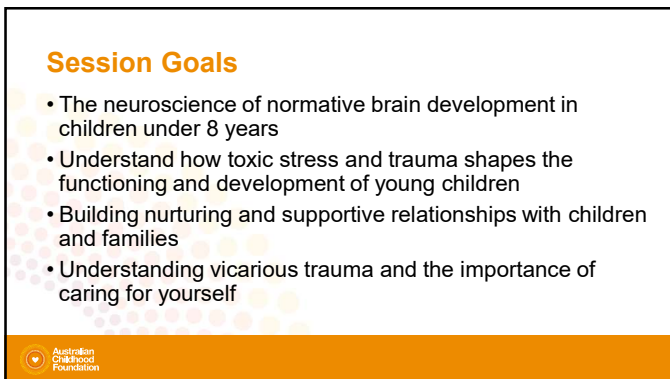 Session Goals
• The neuroscience of normative brain development in
children under 8 years
• Understand how toxic stress and trauma shapes the
functioning and development of young children
• Building nurturing and supportive relationships with children
and families
• Understanding vicarious trauma and the importance of
caring for yourself
Australian
Childhood
Foundation